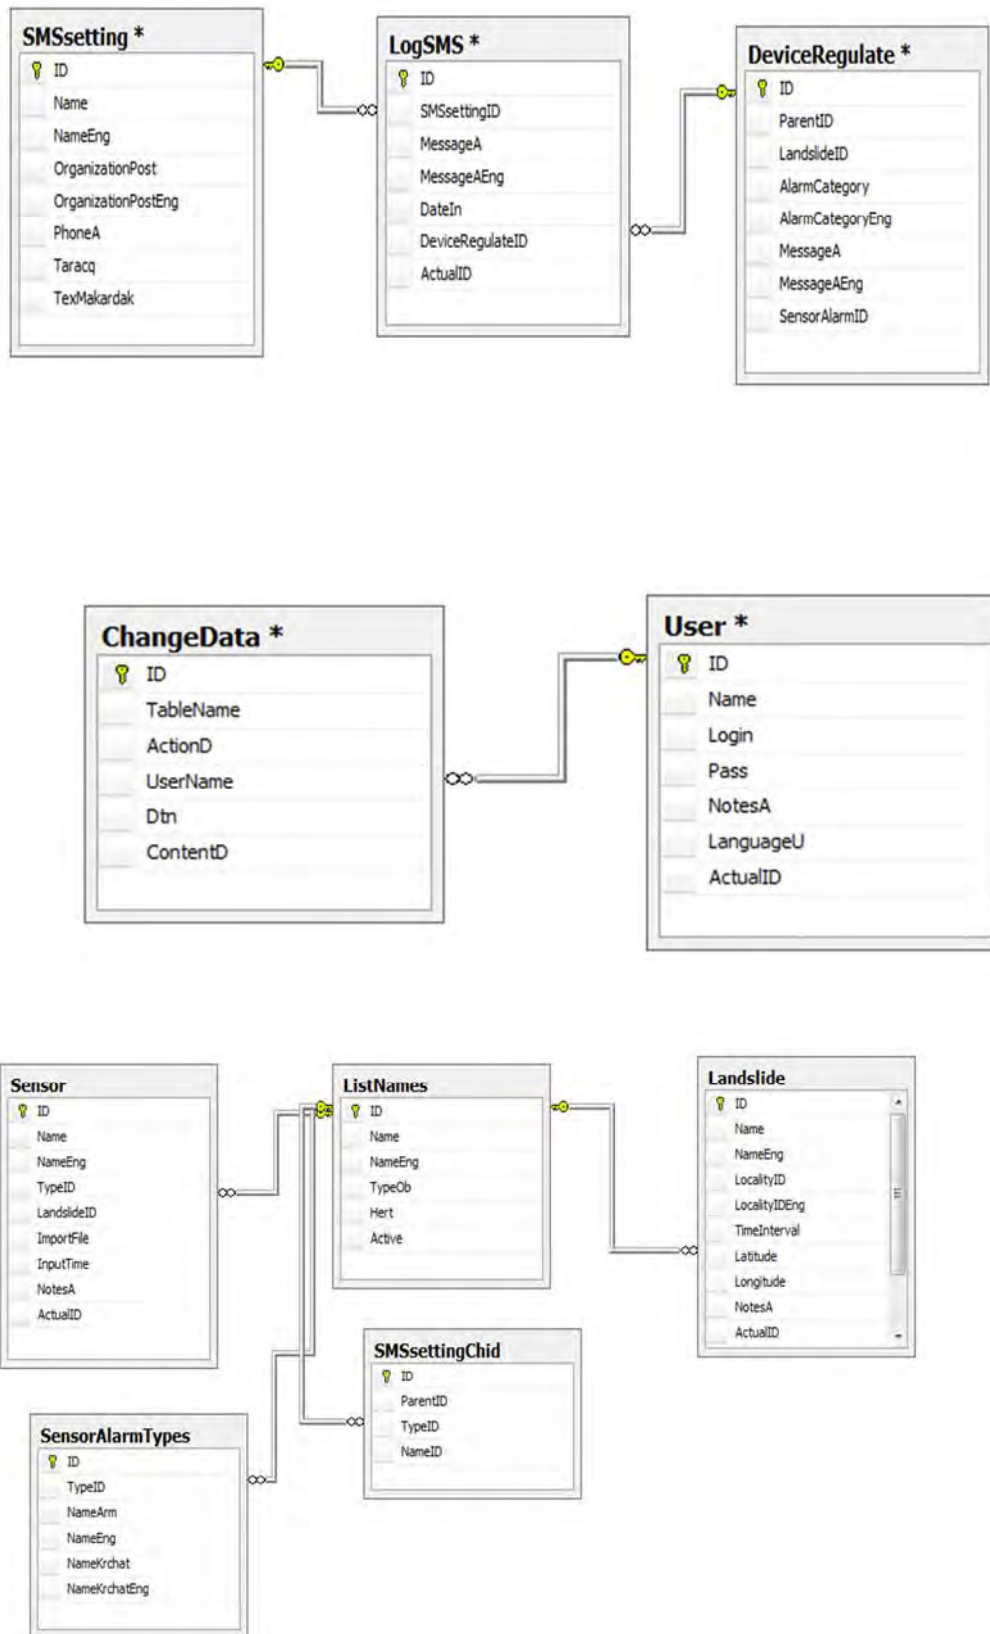 SMSsetting *
ID
Name
NameEng
OrganizationPost
OrganizationPostEng
PhoneA
Taracq
TexMakardak
LogSMS *
ID
SMSsettingID
MessageA
MessageAEng
DateIn
DeviceRegulateID
ActualID
DeviceRegulate *
ID
ParentID
LandslideID
AlarmCategory
AlarmCategoryEng
MessageA
MessageAEng
SensorAlarmID
ChangeData *
ID
TableName
ActionD
UserName
Dtn
ContentD
User *
ID
Name
Login
Pass
NotesA
LanguageU
ActualID
Sensor
ID
Name
NameEng
TypeID
LandslideID
ImportFile
InputTime
NotesA
ActualID
ListNames
ID
Name
NameEng
TypeOb
Hert
Active
Landslide
ID
Name
NameEng
LocalityID
LocalityIDEng
TimeInterval
Latitude
Longitude
NotesA
ActualID
SMSsettingChid
ID
ParentID
TypeID
NameID
SensorAlarmTypes
ID
TypeID
NameArm
NameEng
NameKrchat
NameKrchatEng